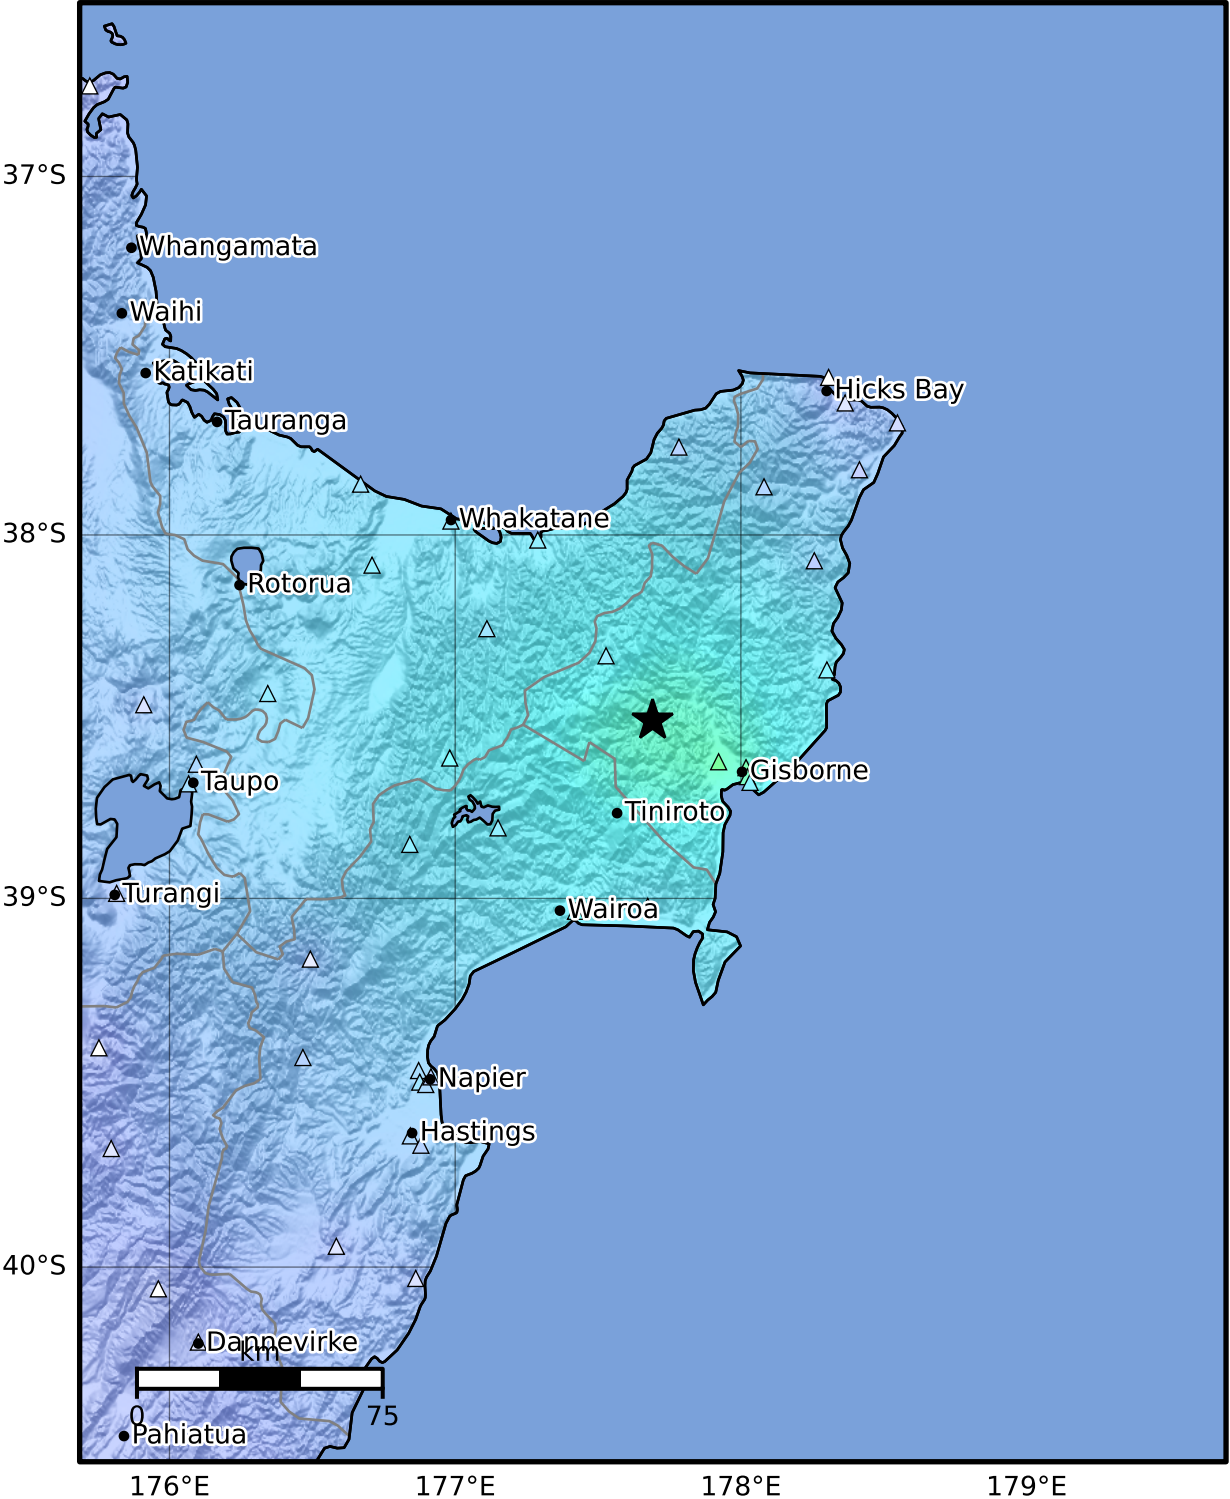 37°S
Whangamata
Waihi
Katikati
Hicks Bay
Tauranga
Whakatane
38°S
Rotorua
Gisborne
Taupo
Tiniroto
Turangi
39°S
Wairoa
Napier
Hastings
40°S
Dannevirke
km
0
75
Pahiatua
176°E
177°E
178°E
179°E